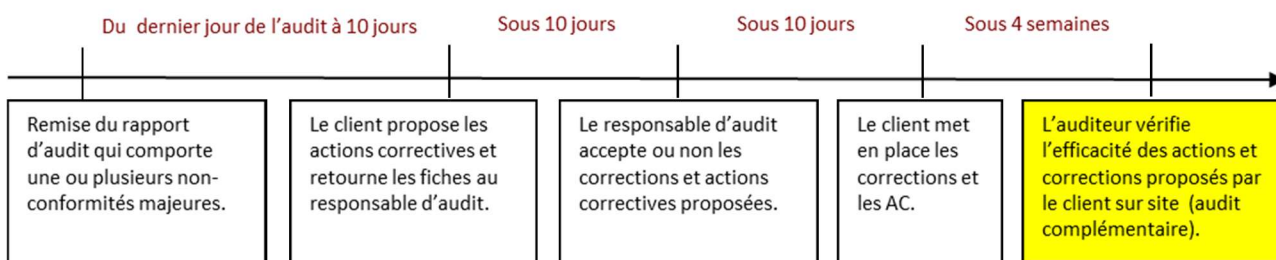 Du dernier jour de l'audit à 10 jours
Sous 10 jours
Sous 10 jours
Sous 4 semaines
Remise du rapport
d'audit qui comporte
une ou plusieurs non-
conformités majeures.
Le client propose les
actions correctives et
retourne les fiches au
responsable d'audit.
Le responsable d'audit
accepte ou non les
corrections et actions
correctives proposées.
Le client met
en place les
corrections et
les AC.
L'auditeur vérifie
l'efficacité des actions et
corrections proposés par
le client sur site (audit
complémentaire).